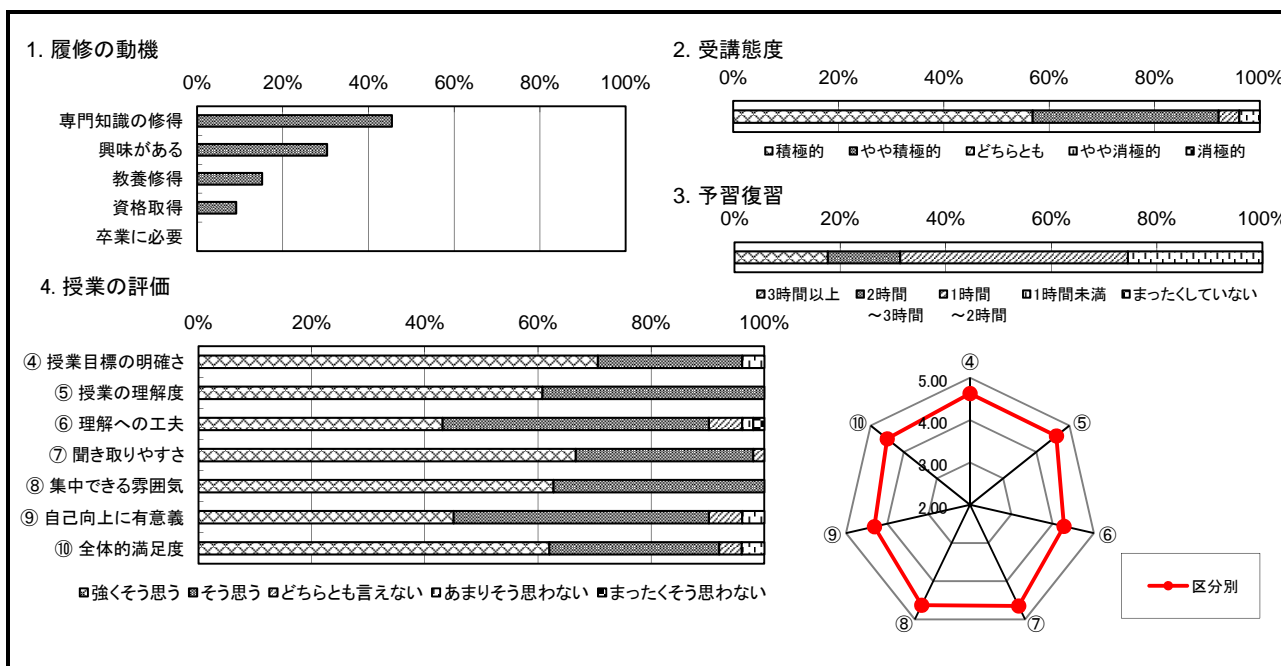 1. 履修の動機
0% 20% 40% 60% 80% 100%
専門知識の修得
興味がある
教養修得
資格取得
卒業に必要
2. 受講態度
0% 20% 40% 60% 80% 100%
積極的 やや積極的 どちらとも やや消極的 消極的
3. 予習復習
0% 20% 40% 60% 80% 100%
3時間以上 2時間～3時間 1時間～2時間 1時間未満 まったくしていない
4. 授業の評価
0% 20% 40% 60% 80% 100%
④ 授業目標の明確さ
⑤ 授業の理解度
⑥ 理解への工夫
⑦ 聞き取りやすさ
⑧ 集中できる雰囲気
⑨ 自己向上に有意義
⑩ 全体的満足度
強くそう思う そう思う どちらとも言えない あまりそう思わない まったくそう思わない
④
5.00
⑩ ⑤
4.00
3.00
2.00
⑨ ⑥
⑧ ⑦
区分別